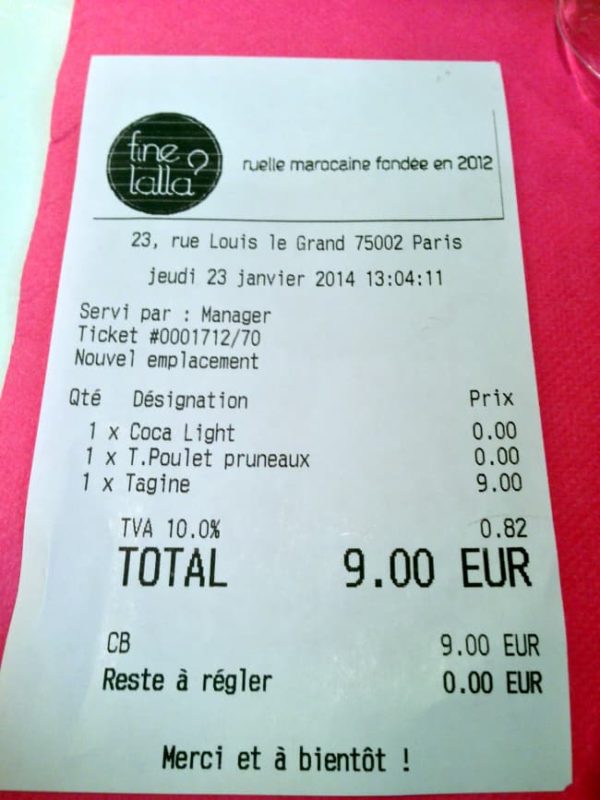 fine lalla
ruelle marocaine fondée en 2012
23, rue Louis le Grand 75002 Paris
jeudi 23 janvier 2014 13:04:11
Servi par : Manager
Ticket #0001712/70
Nouvel emplacement
Qté Désignation Prix
1 x Coca Light 0.00
1 x T.Poulet pruneaux 0.00
1 x Tagine 9.00
TVA 10.0% 0.82
TOTAL 9.00 EUR
CB 9.00 EUR
Reste à régler 0.00 EUR
Merci et à bientôt !